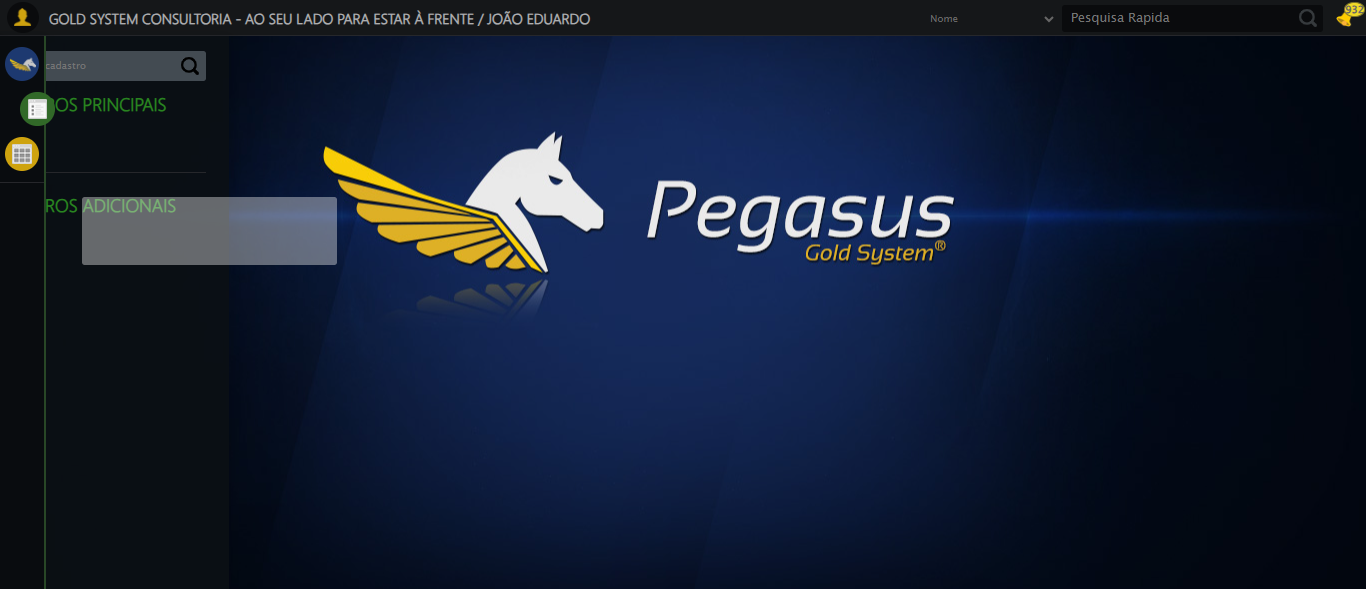 GOLD SYSTEM CONSULTORIA - AO SEU LADO PARA ESTAR À FRENTE / JOÃO EDUARDO
Nome
Pesquisa Rapida
932
cadastro
OS PRINCIPAIS
ROS ADICIONAIS
Pegasus
Gold System®